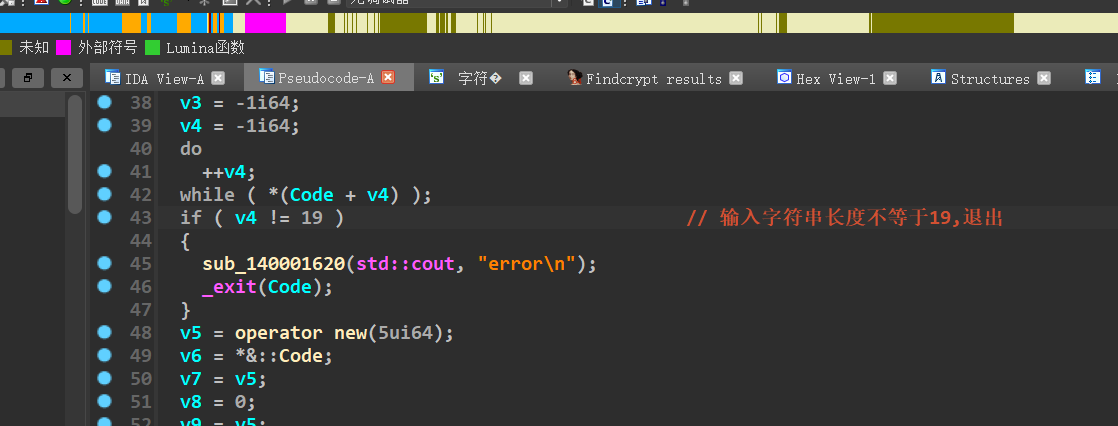 未知 外部符号 Lumina函数
IDA View-A Pseudocode-A 字符� Findcrypt results Hex View-1 Structures
38 v3 = -1i64;
39 v4 = -1i64;
40 do
41 ++v4;
42 while ( *(Code + v4) );
43 if ( v4 != 19 ) // 输入字符串长度不等于19,退出
44 {
45 sub_140001620(std::cout, "error\n");
46 _exit(Code);
47 }
48 v5 = operator new(5ui64);
49 v6 = *&::Code;
50 v7 = v5;
51 v8 = 0;
52 v9 = v5;